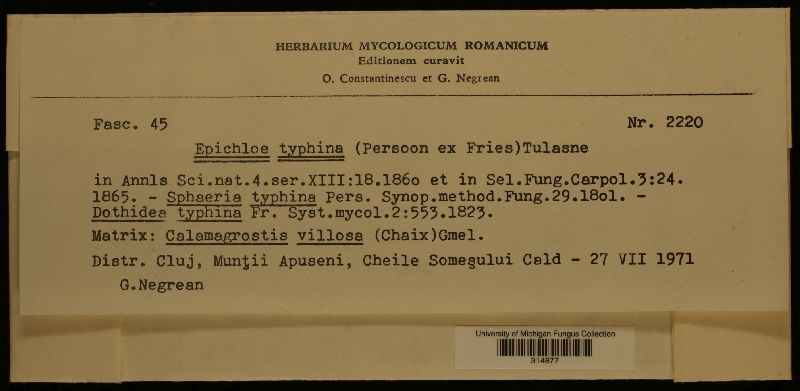 HERBARIUM MYCOLOGICUM ROMANICUM
Editionem curavit
O. Constantinescu et G. Negrean
Fasc. 45 Nr. 2220
Epichloe typhina (Persoon ex Fries)Tulasne
in Annls Sci.nat.4.ser.XIII:18.186o et in Sel.Fung.Carpol.3:24.
1865. - Sphaeria typhina Pers. Synop.method.Fung.29.18o1. -
Dothidea typhina Fr. Syst.mycol.2:553.1823.
Matrix: Calamagrostis villosa (Chaix)Gmel.
Distr. Cluj, Munţii Apuseni, Cheile Someşului Cald - 27 VII 1971
G.Negrean
University of Michigan Fungus Collection
314877